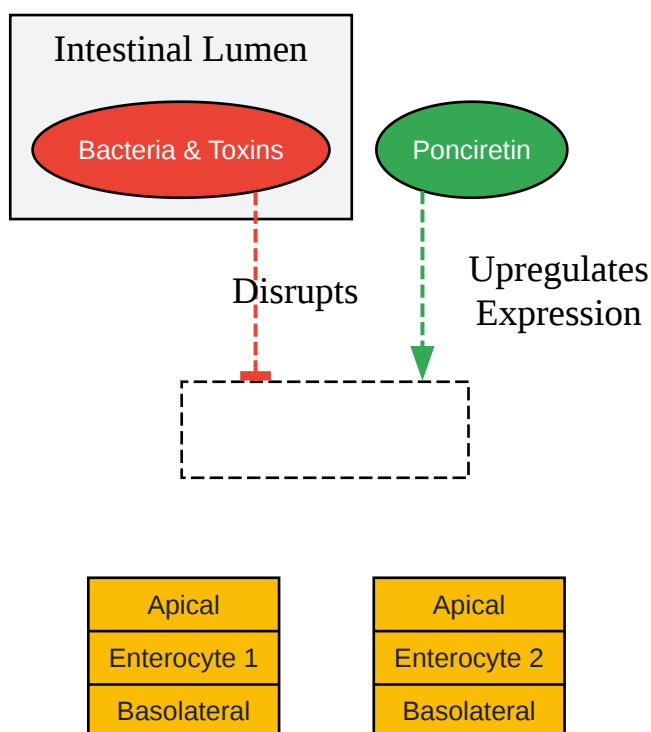 Intestinal Lumen
Bacteria & Toxins
Ponciretin
Disrupts
Upregulates
Expression
Apical
Apical
Enterocyte 1
Enterocyte 2
Basolateral
Basolateral